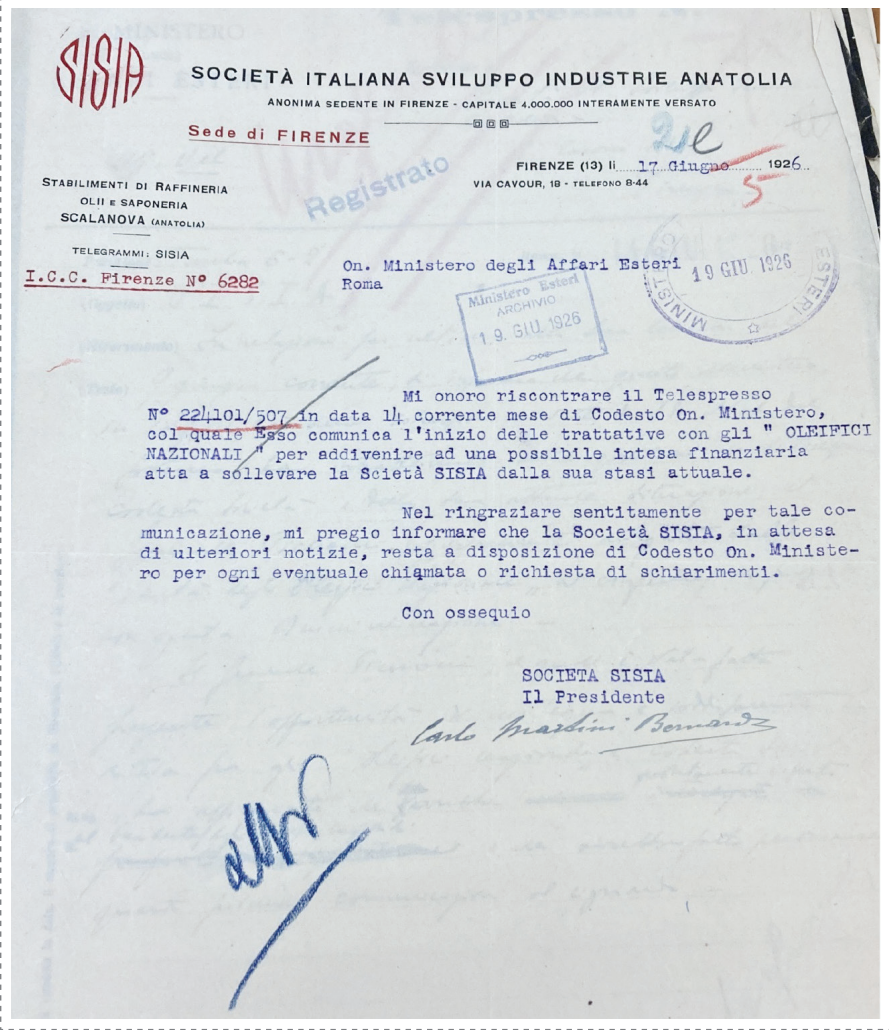 SISIA
SOCIETÀ ITALIANA SVILUPPO INDUSTRIE ANATOLIA
ANONIMA SEDENTE IN FIRENZE - CAPITALE 4.000.000 INTERAMENTE VERSATO
Sede di FIRENZE
Registrato
FIRENZE (13) li 17 Giugno 1926.
5
VIA CAVOUR, 18 - TELEFONO 8-44
STABILIMENTI DI RAFFINERIA
OLII E SAPONERIA
SCALANOVA (ANATOLIA)
TELEGRAMMI: SISIA
I.C.C. Firenze Nº 6282
On. Ministero degli Affari Esteri
Roma
Ministero Esteri
ARCHIVIO
19. GIU. 1926
MINIST ESTERI
19 GIU 1926
Mi onoro riscontrare il Telespresso
Nº 224101/507 in data 14 corrente mese di Codesto On. Ministero,
col quale Esso comunica l'inizio delle trattative con gli " OLEIFICI
NAZIONALI " per addivenire ad una possibile intesa finanziaria
atta a sollevare la Scietà SISIA dalla sua stasi attuale.
Nel ringraziare sentitamente per tale co-
municazione, mi pregio informare che la Società SISIA, in attesa
di ulteriori notizie, resta a disposizione di Codesto On. Ministe-
ro per ogni eventuale chiamata o richiesta di schiarimenti.
Con ossequio
SOCIETA SISIA
Il Presidente
Carlo Martini Bernardi